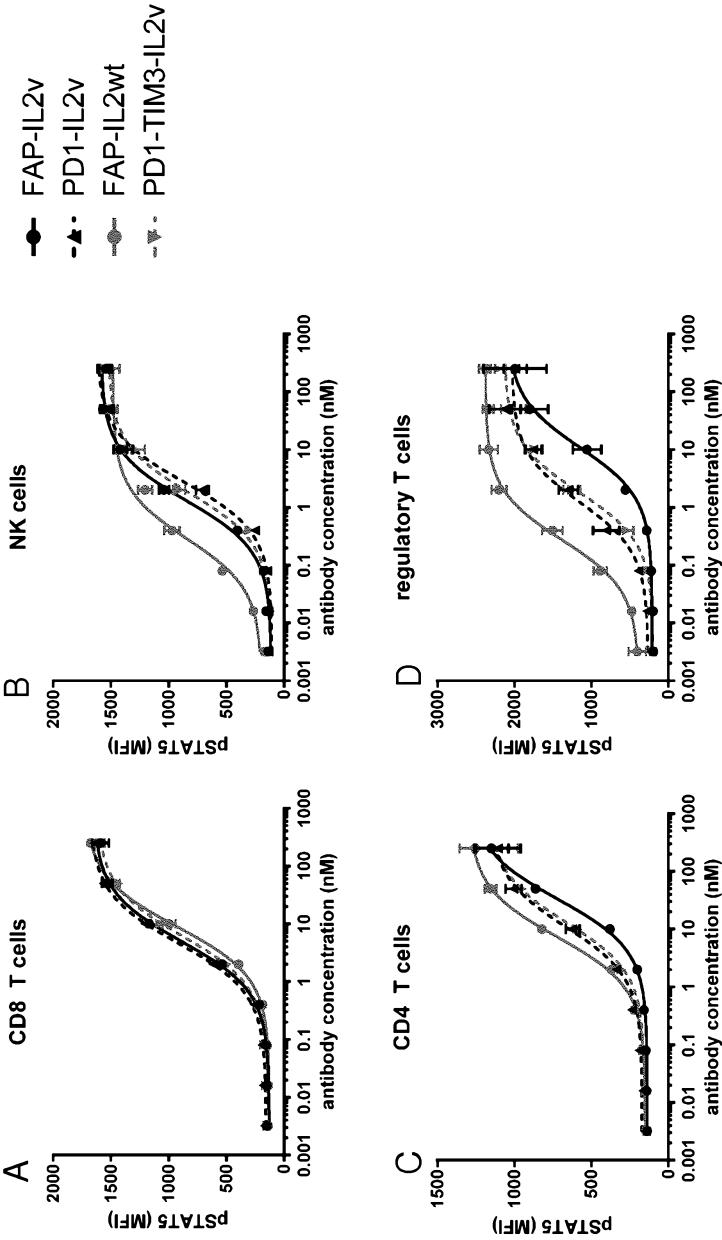 A
CD8 T cells
2000
1500
1000
500
0
pSTAT5 (MFI)
0.001
0.01
0.1
1
10
100
1000
antibody concentration (nM)
B
NK cells
2000
1500
1000
500
0
pSTAT5 (MFI)
0.001
0.01
0.1
1
10
100
1000
antibody concentration (nM)
FAP-IL2v
PD1-IL2v
FAP-IL2wt
PD1-TIM3-IL2v
C
CD4 T cells
1500
1000
500
0
pSTAT5 (MFI)
0.001
0.01
0.1
1
10
100
1000
antibody concentration (nM)
D
regulatory T cells
3000
2000
1000
0
pSTAT5 (MFI)
0.001
0.01
0.1
1
10
100
1000
antibody concentration (nM)